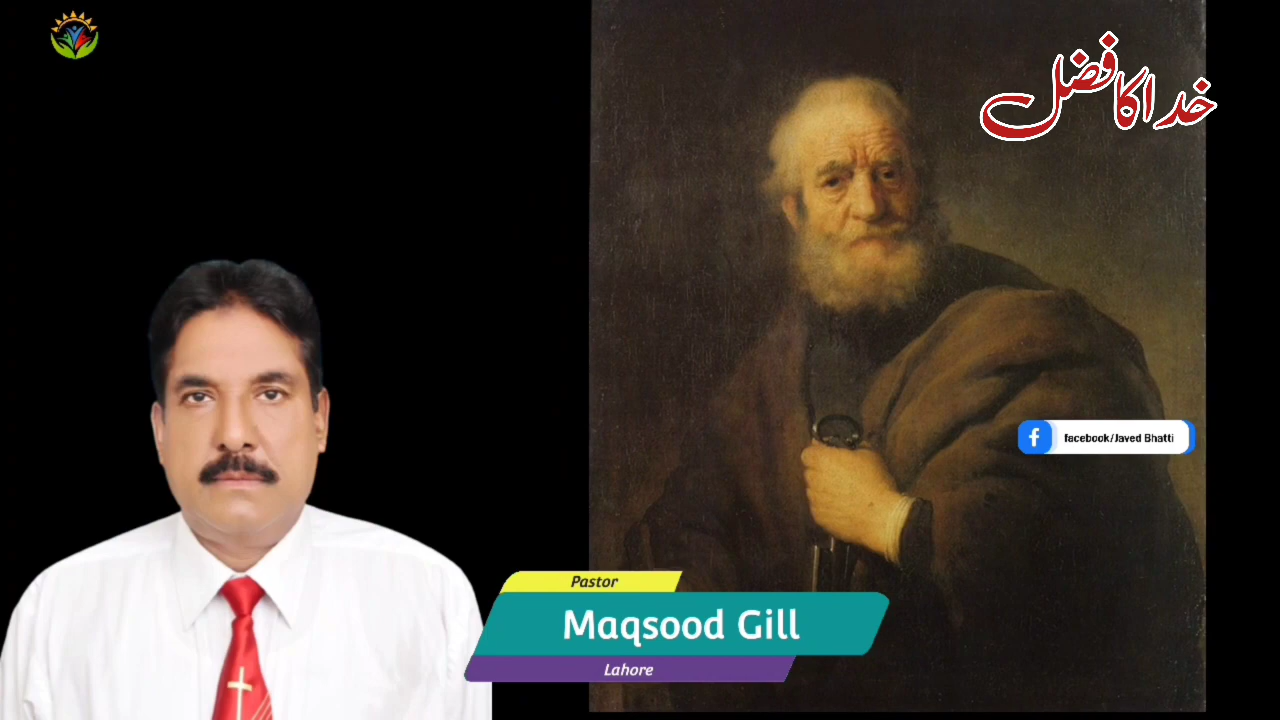 خدا کا فضل
facebook/Javed Bhatti
Pastor
Maqsood Gill
Lahore